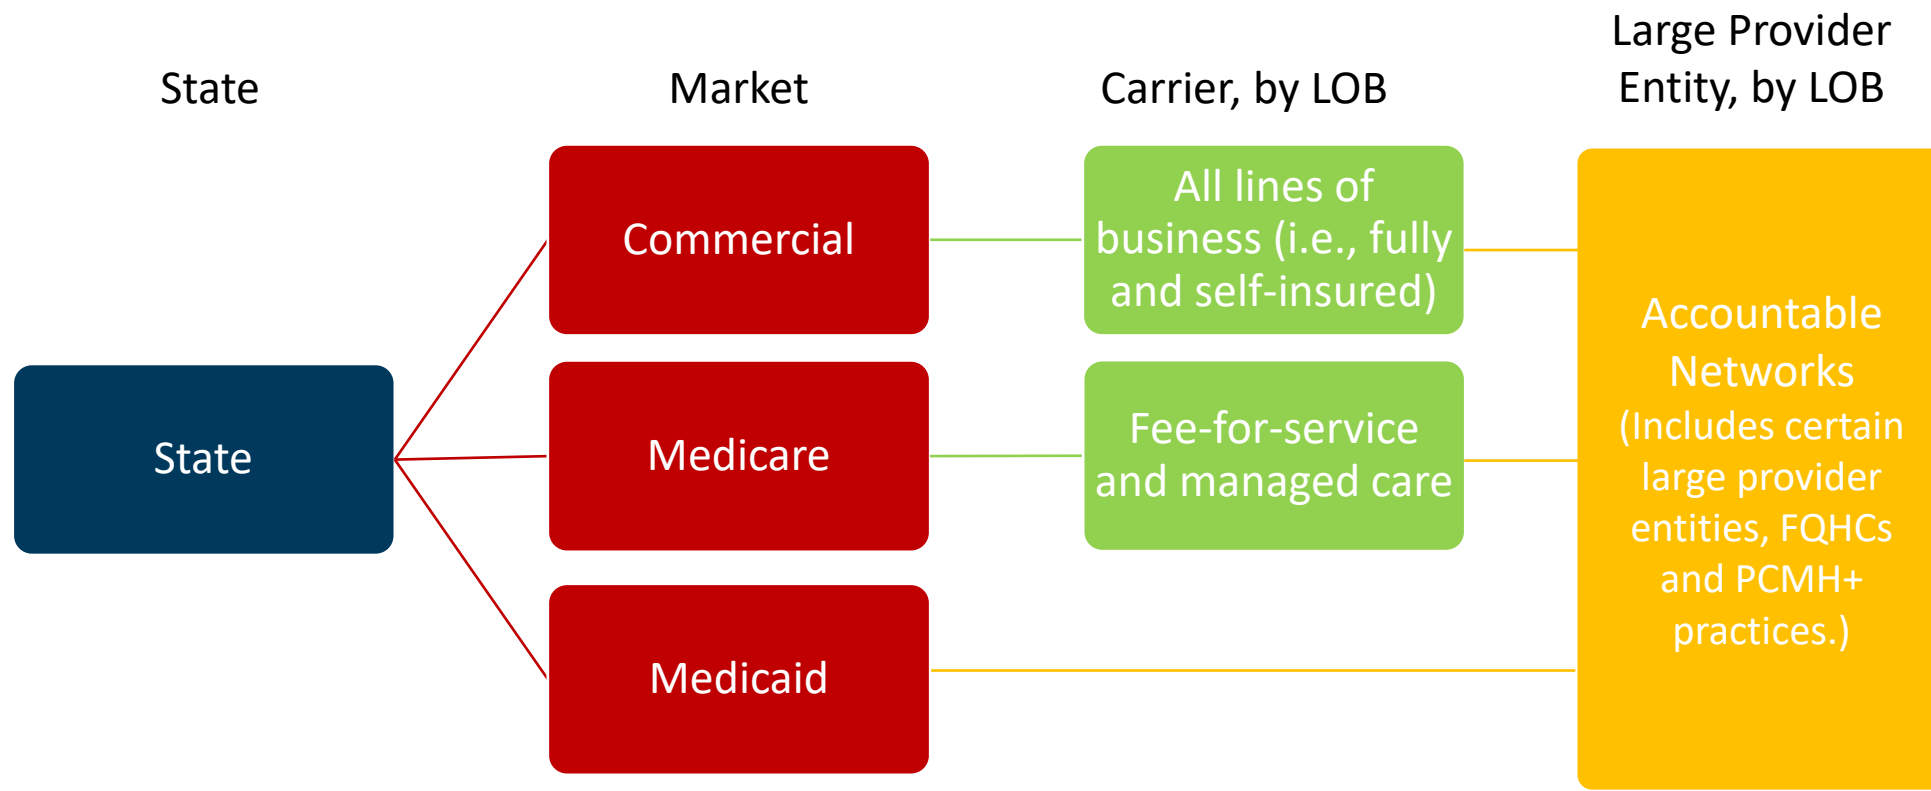 State
Market
Carrier, by LOB
Large Provider
Entity, by LOB
State
Commercial
Medicare
Medicaid
All lines of
business (i.e., fully
and self-insured)
Fee-for-service
and managed care
Accountable
Networks
(Includes certain
large provider
entities, FQHCs
and PCMH+
practices.)